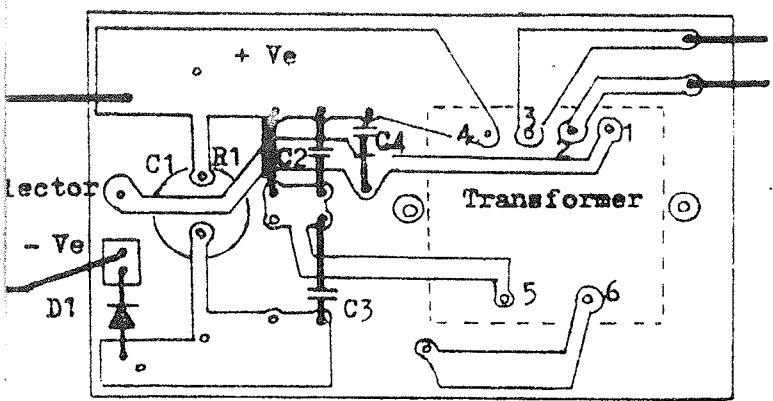 + Ve
C1
R1
C2
C4
4
3
2
1
lector
Transformer
- Ve
D1
C3
5
6